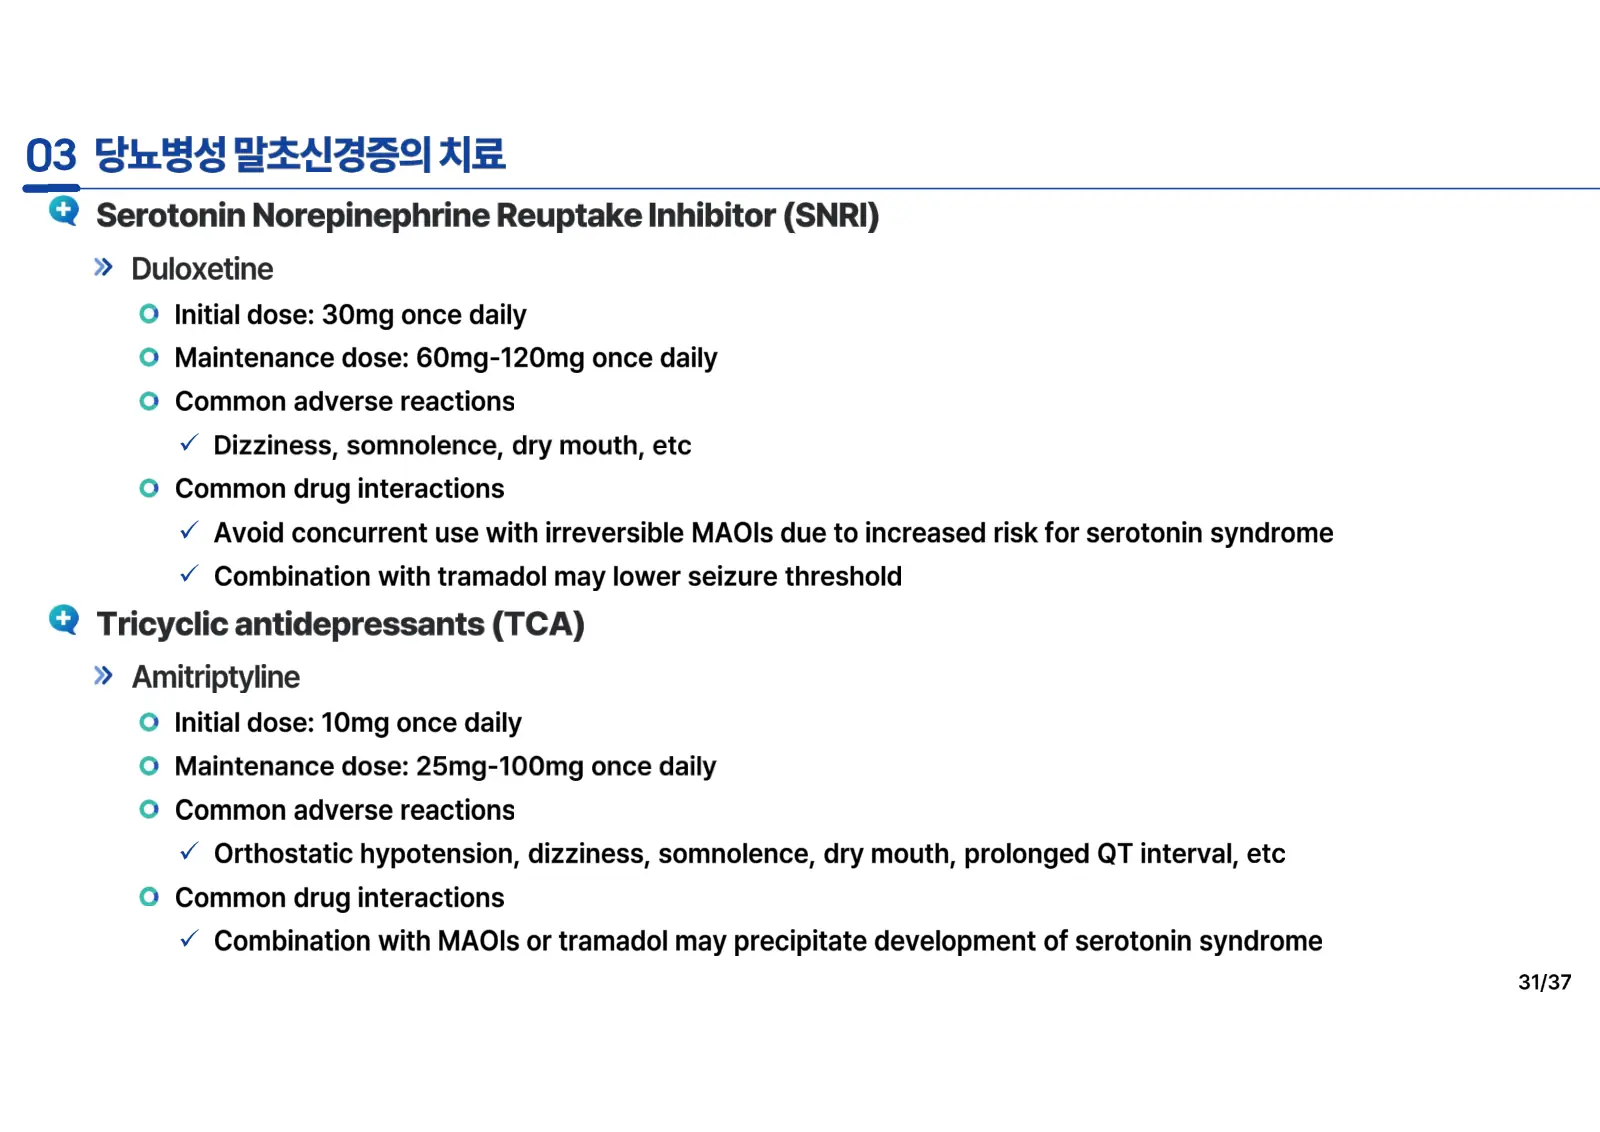 03 당뇨병성 말초신경증의 치료
Serotonin Norepinephrine Reuptake Inhibitor (SNRI)
Duloxetine
Initial dose: 30mg once daily
Maintenance dose: 60mg-120mg once daily
Common adverse reactions
Dizziness, somnolence, dry mouth, etc
Common drug interactions
Avoid concurrent use with irreversible MAOIs due to increased risk for serotonin syndrome
Combination with tramadol may lower seizure threshold
Tricyclic antidepressants (TCA)
Amitriptyline
Initial dose: 10mg once daily
Maintenance dose: 25mg-100mg once daily
Common adverse reactions
Orthostatic hypotension, dizziness, somnolence, dry mouth, prolonged QT interval, etc
Common drug interactions
Combination with MAOIs or tramadol may precipitate development of serotonin syndrome
31/37